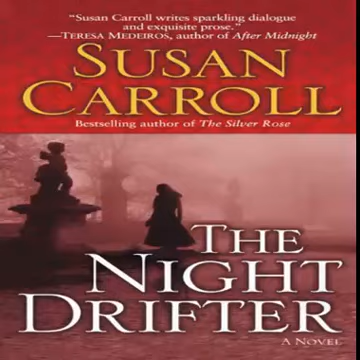 "Susan Carroll writes sparkling dialogue
and exquisite prose."
—TERESA MEDEIROS, author of After Midnight
SUSAN
CARROLL
Bestselling author of The Silver Rose
THE
NIGHT
DRIFTER
A NOVEL